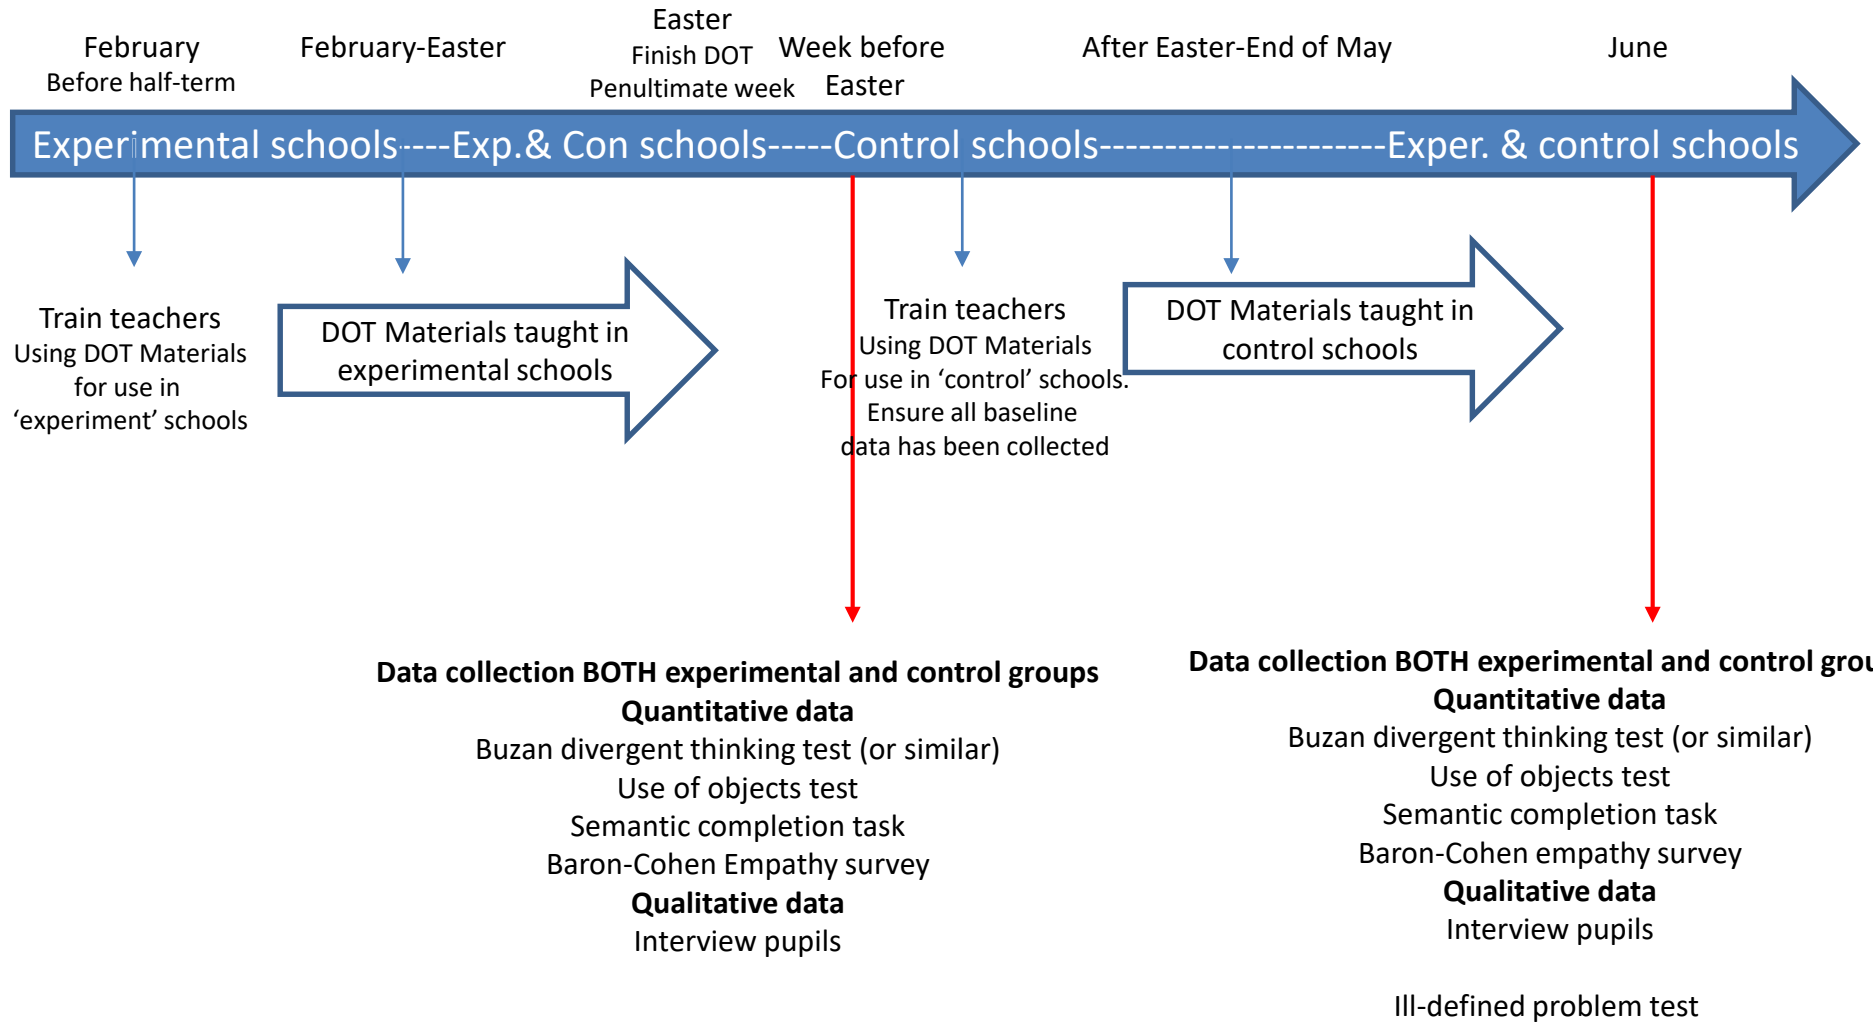 February
Before half-term
February-Easter
Easter
Finish DOT
Penultimate week
Week before
Easter
After Easter-End of May
June
Experimental schools----Exp.& Con schools-----Control schools----------------------Exper. & control schools
Train teachers
Using DOT Materials
for use in
‘experiment’ schools
DOT Materials taught in
experimental schools
Train teachers
Using DOT Materials
For use in ‘control’ schools.
Ensure all baseline
data has been collected
DOT Materials taught in
control schools
Data collection BOTH experimental and control groups
Quantitative data
Buzan divergent thinking test (or similar)
Use of objects test
Semantic completion task
Baron-Cohen Empathy survey
Qualitative data
Interview pupils
Data collection BOTH experimental and control grou
Quantitative data
Buzan divergent thinking test (or similar)
Use of objects test
Semantic completion task
Baron-Cohen empathy survey
Qualitative data
Interview pupils
Ill-defined problem test